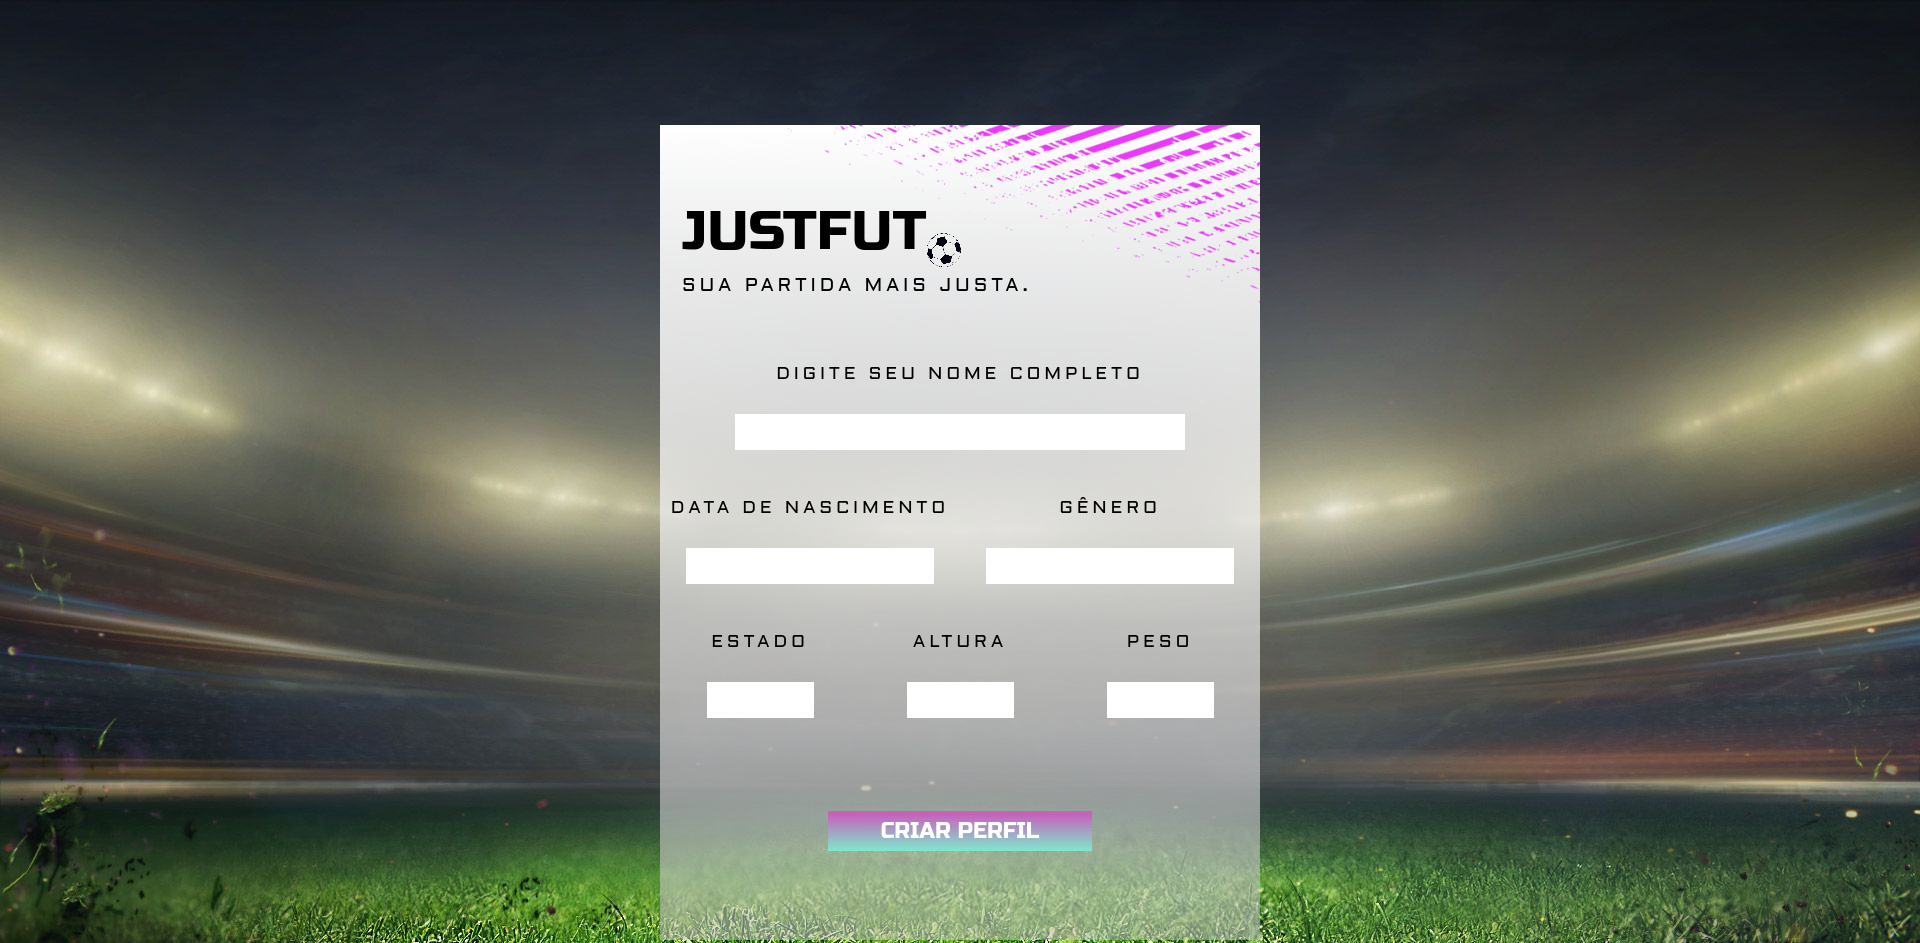 JUSTFUT
SUA PARTIDA MAIS JUSTA.
DIGITE SEU NOME COMPLETO
DATA DE NASCIMENTO GÊNERO
ESTADO ALTURA PESO
CRIAR PERFIL